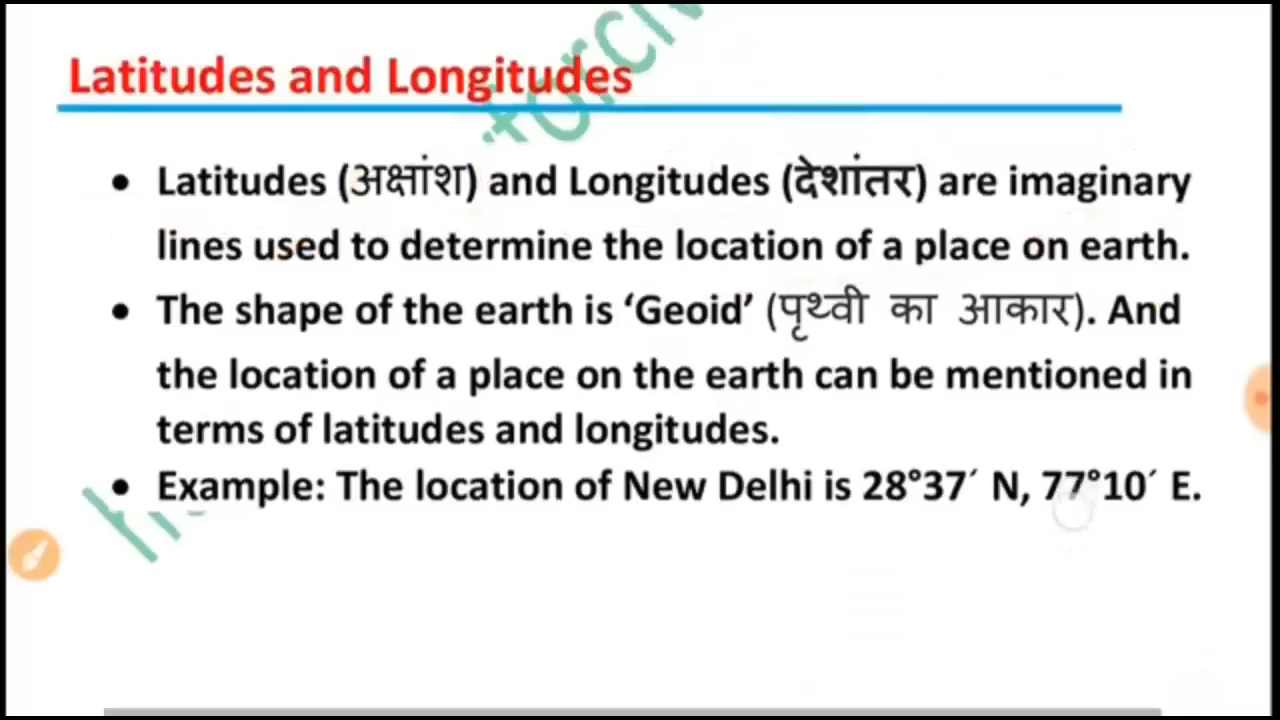 Latitudes and Longitudes
• Latitudes (अक्षांश) and Longitudes (देशांतर) are imaginary
lines used to determine the location of a place on earth.
• The shape of the earth is ‘Geoid’ (पृथ्वी का आकार). And
the location of a place on the earth can be mentioned in
terms of latitudes and longitudes.
• Example: The location of New Delhi is 28°37´ N, 77°10´ E.